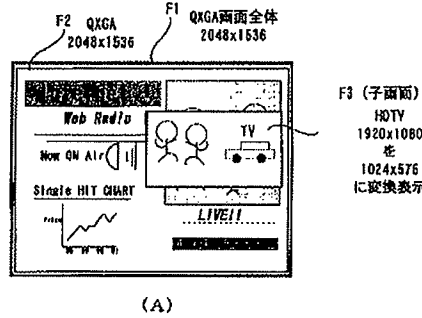 F2 QXGA
2048x1536
F1
QXGA画面全体
2048x1536
F3 (子画面)
HDTV
1920x1080
を
1024x576
に変換表示
Web Radio
TV
Now ON Air
Single HIT CHART
LIVE!!
(A)